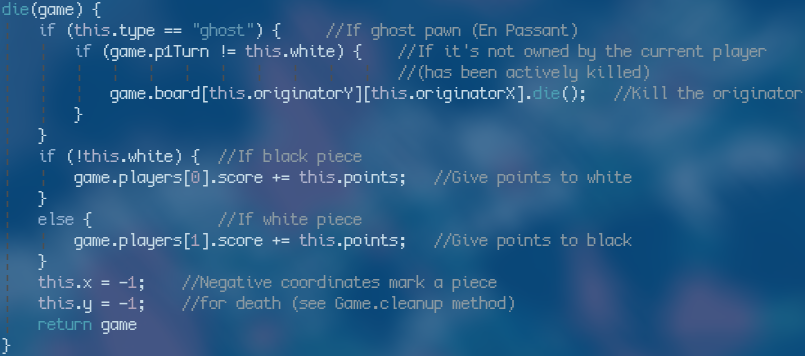 die(game) {
if (this.type == "ghost") { //If ghost pawn (En Passant)
if (game.p1Turn != this.white) { //If it's not owned by the current player
//(has been actively killed)
game.board[this.originatorY][this.originatorX].die(); //Kill the originator
}
}
if (!this.white) { //If black piece
game.players[0].score += this.points; //Give points to white
}
else { //If white piece
game.players[1].score += this.points; //Give points to black
}
this.x = -1; //Negative coordinates mark a piece
this.y = -1; //for death (see Game.cleanup method)
return game
}